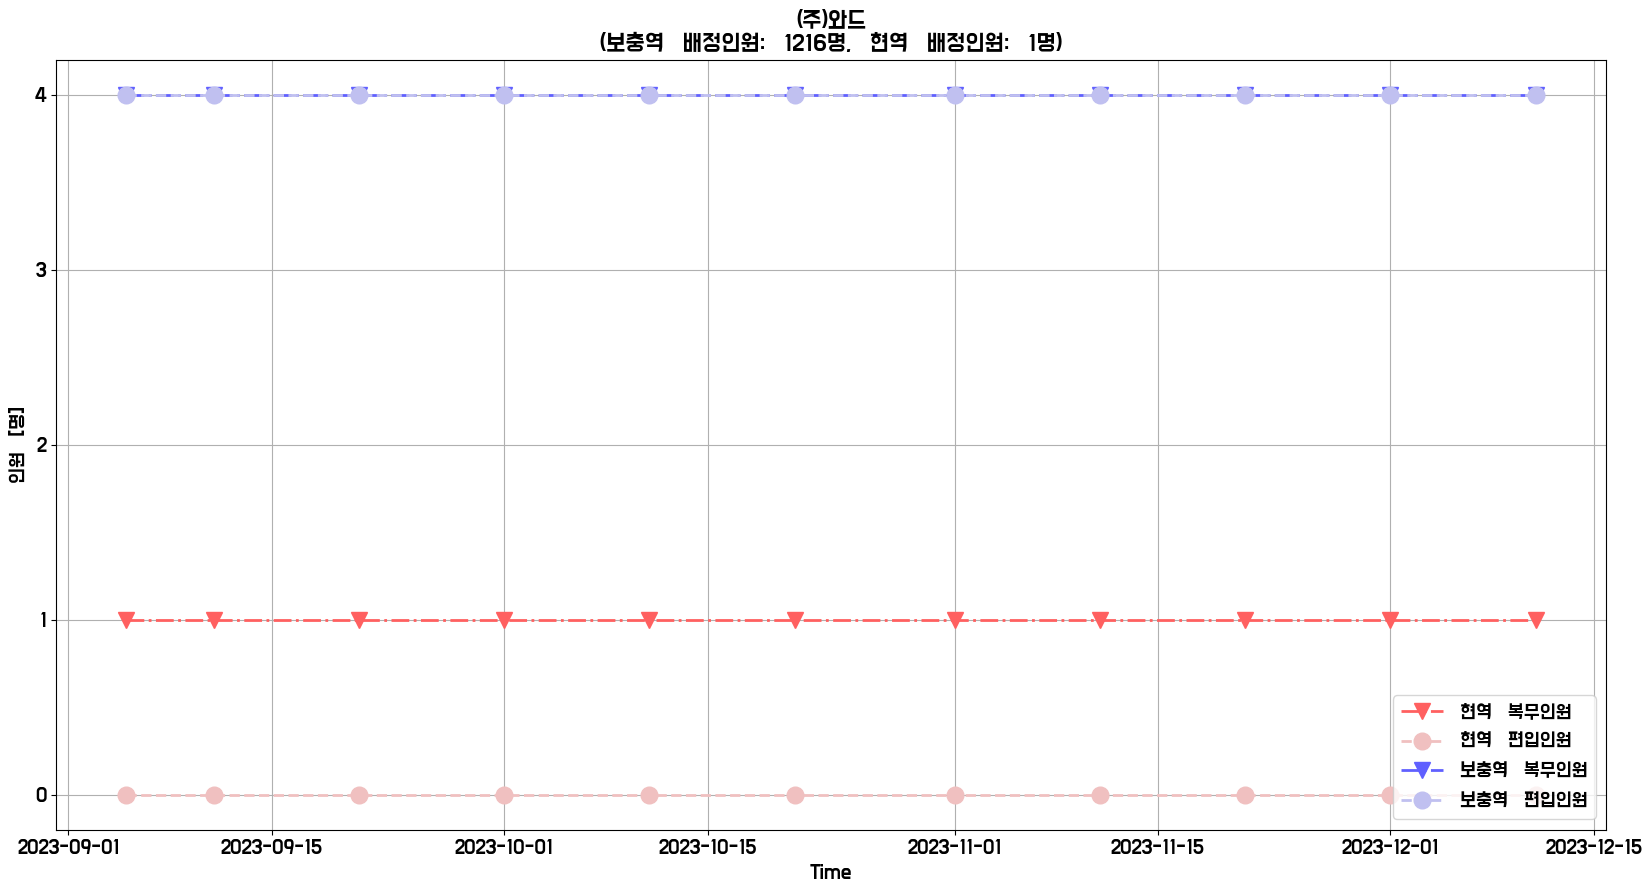 (주)와드
(보충역 배정인원: 1216명, 현역 배정인원: 1명)
인원 [명]
4
3
2
1
0
현역 복무인원
현역 편입인원
보충역 복무인원
보충역 편입인원
2023-09-01 2023-09-15 2023-10-01 2023-10-15 2023-11-01 2023-11-15 2023-12-01 2023-12-15
Time